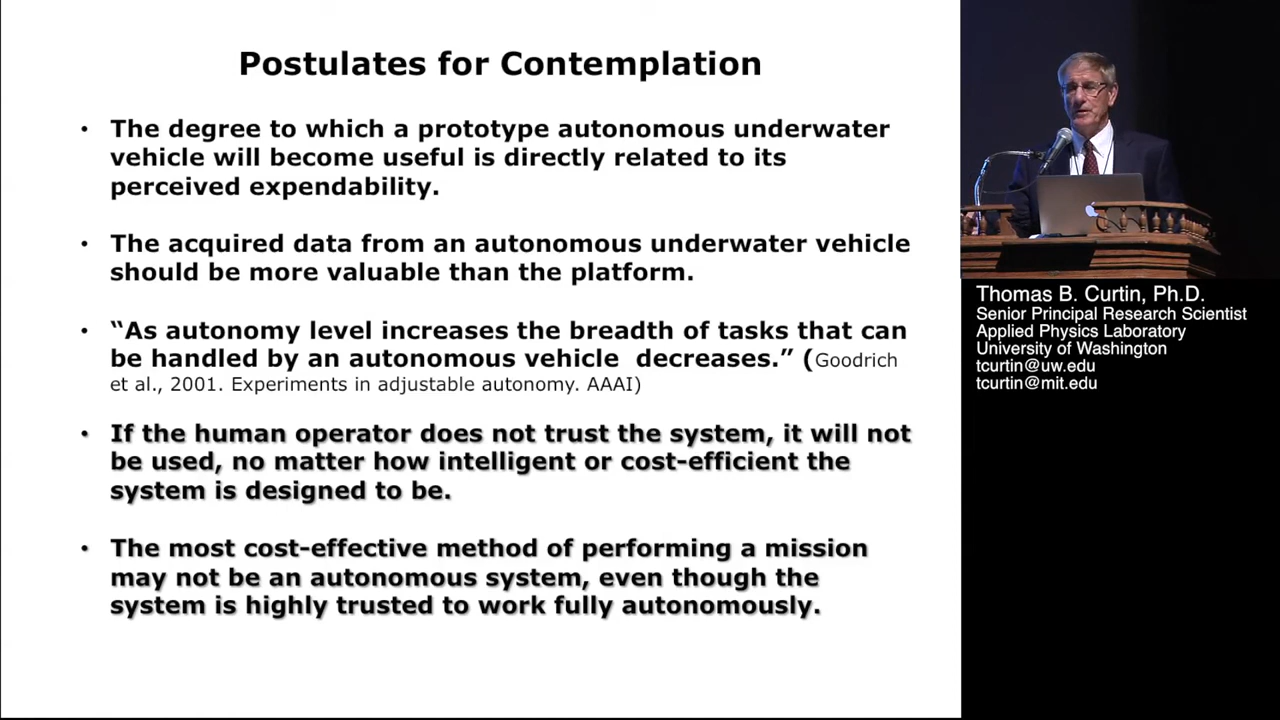 Postulates for Contemplation
• The degree to which a prototype autonomous underwater
vehicle will become useful is directly related to its
perceived expendability.
• The acquired data from an autonomous underwater vehicle
should be more valuable than the platform.
• “As autonomy level increases the breadth of tasks that can
be handled by an autonomous vehicle  decreases.” (Goodrich
et al., 2001. Experiments in adjustable autonomy. AAAI)
• If the human operator does not trust the system, it will not
be used, no matter how intelligent or cost-efficient the
system is designed to be.
• The most cost-effective method of performing a mission
may not be an autonomous system, even though the
system is highly trusted to work fully autonomously.
Thomas B. Curtin, Ph.D.
Senior Principal Research Scientist
Applied Physics Laboratory
University of Washington
tcurtin@uw.edu
tcurtin@mit.edu